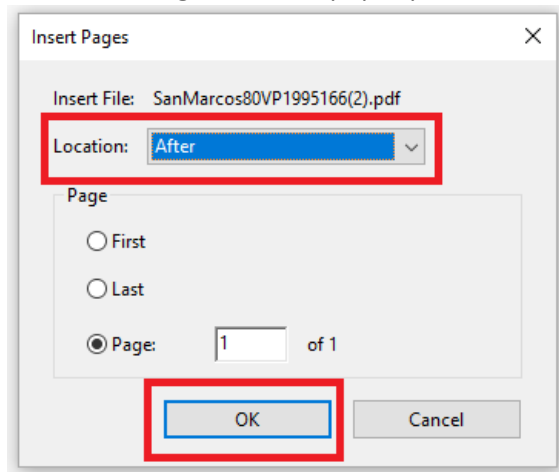 Insert Pages
Insert File: SanMarcos80VP1995166(2).pdf
Location: After
Page
First
Last
Page: 1 of 1
OK Cancel